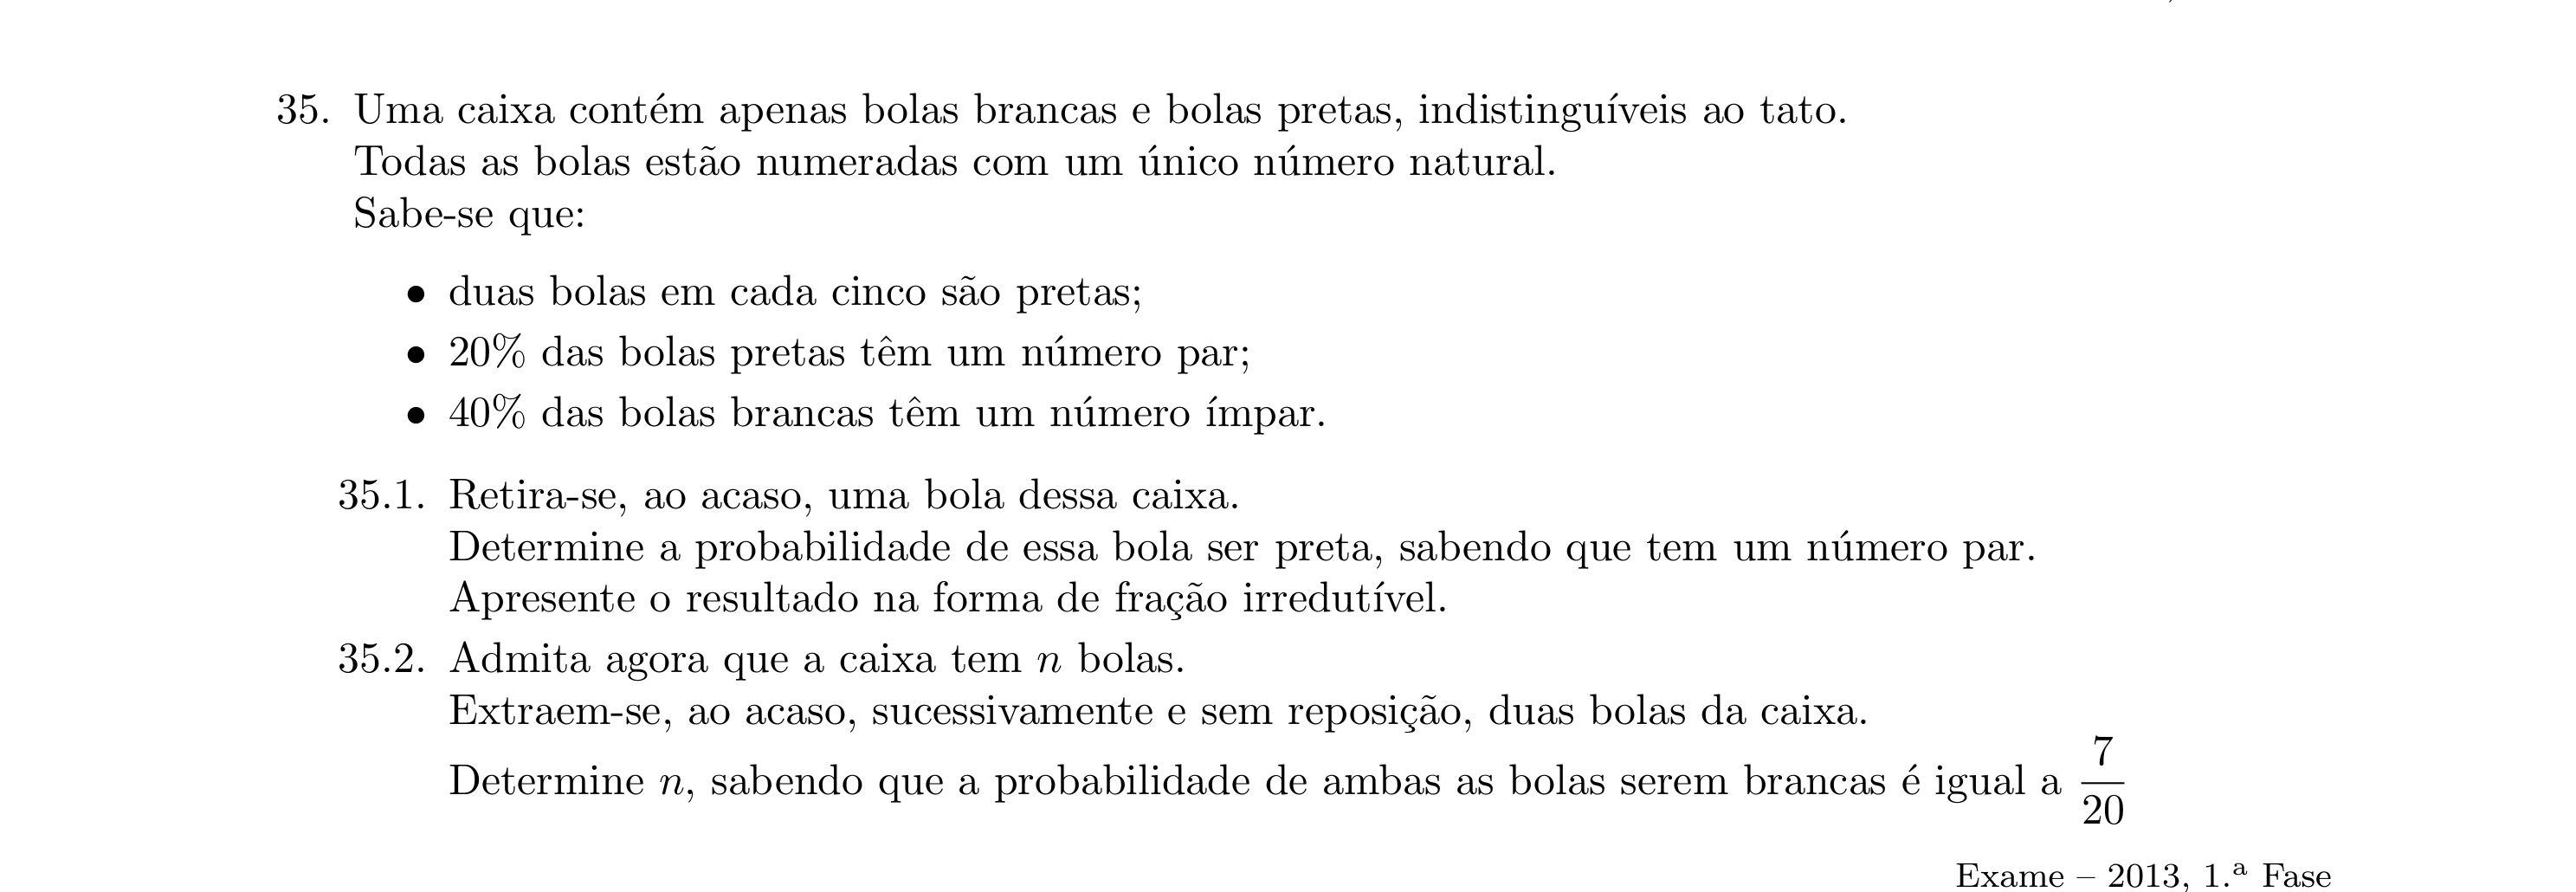 35. Uma caixa contém apenas bolas brancas e bolas pretas, indistinguíveis ao tato.
Todas as bolas estão numeradas com um único número natural.
Sabe-se que:
• duas bolas em cada cinco são pretas;
• 20% das bolas pretas têm um número par;
• 40% das bolas brancas têm um número ímpar.
35.1. Retira-se, ao acaso, uma bola dessa caixa.
Determine a probabilidade de essa bola ser preta, sabendo que tem um número par.
Apresente o resultado na forma de fração irredutível.
35.2. Admita agora que a caixa tem n bolas.
Extraem-se, ao acaso, sucessivamente e sem reposição, duas bolas da caixa.
Determine n, sabendo que a probabilidade de ambas as bolas serem brancas é igual a 7/20
Exame – 2013, 1.ª Fase